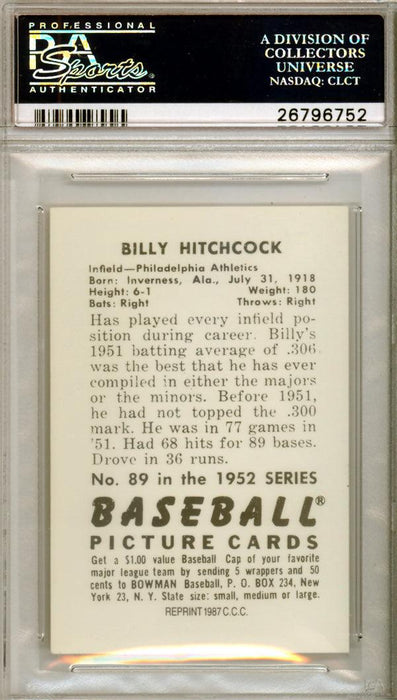 PROFESSIONAL
PSA
Sports
AUTHENTICATOR
A DIVISION OF
COLLECTORS
UNIVERSE
NASDAQ: CLCT
26796752
BILLY HITCHCOCK
Infield—Philadelphia Athletics
Born: Inverness, Ala., July 31, 1918
Height: 6-1 Weight: 180
Bats: Right Throws: Right
Has played every infield po-
sition during career. Billy's
1951 batting average of .306
was the best that he has ever
compiled in either the majors
or the minors. Before 1951,
he had not topped the .300
mark. He was in 77 games in
'51. Had 68 hits for 89 bases.
Drove in 36 runs.
No. 89 in the 1952 SERIES
BASEBALL®
PICTURE CARDS
Get a $1.00 value Baseball Cap of your favorite
major league team by sending 5 wrappers and 50
cents to BOWMAN Baseball, P. O. BOX 234, New
York 23, N. Y. State size: small, medium or large.
REPRINT 1987 C.C.C.